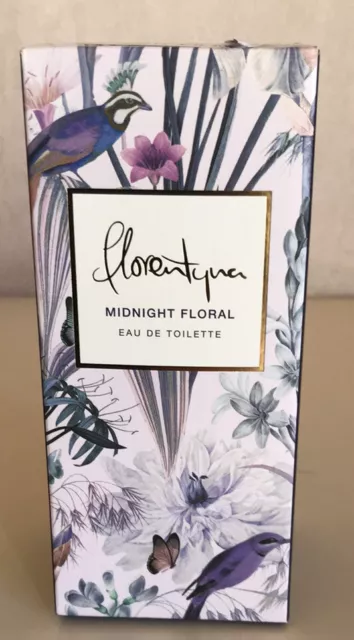 florentyna
MIDNIGHT FLORAL
EAU DE TOILETTE